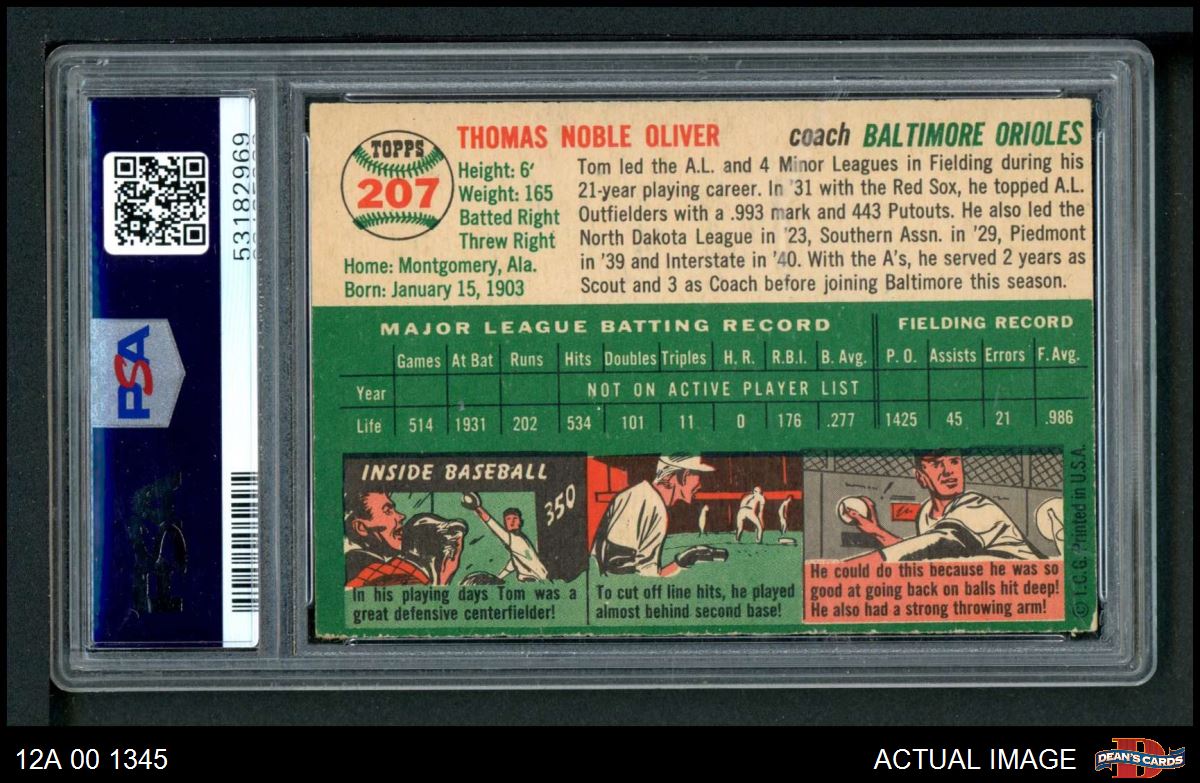 53182969
PSA
TOPPS
207
THOMAS NOBLE OLIVER
coach BALTIMORE ORIOLES
Height: 6'
Weight: 165
Batted Right
Threw Right
Home: Montgomery, Ala.
Born: January 15, 1903
Tom led the A.L. and 4 Minor Leagues in Fielding during his
21-year playing career. In '31 with the Red Sox, he topped A.L.
Outfielders with a .993 mark and 443 Putouts. He also led the
North Dakota League in '23, Southern Assn. in '29, Piedmont
in '39 and Interstate in '40. With the A's, he served 2 years as
Scout and 3 as Coach before joining Baltimore this season.
MAJOR LEAGUE BATTING RECORD FIELDING RECORD
Games At Bat Runs Hits Doubles Triples H. R. R.B.I. B. Avg. P. O. Assists Errors F. Avg.
Year NOT ON ACTIVE PLAYER LIST
Life 514 1931 202 534 101 11 0 176 .277 1425 45 21 .986
INSIDE BASEBALL
350
In his playing days Tom was a
great defensive centerfielder!
To cut off line hits, he played
almost behind second base!
He could do this because he was so
good at going back on balls hit deep!
He also had a strong throwing arm!
© T.C.G. Printed in U.S.A.
12A 00 1345
ACTUAL IMAGE
DEAN'S CARDS